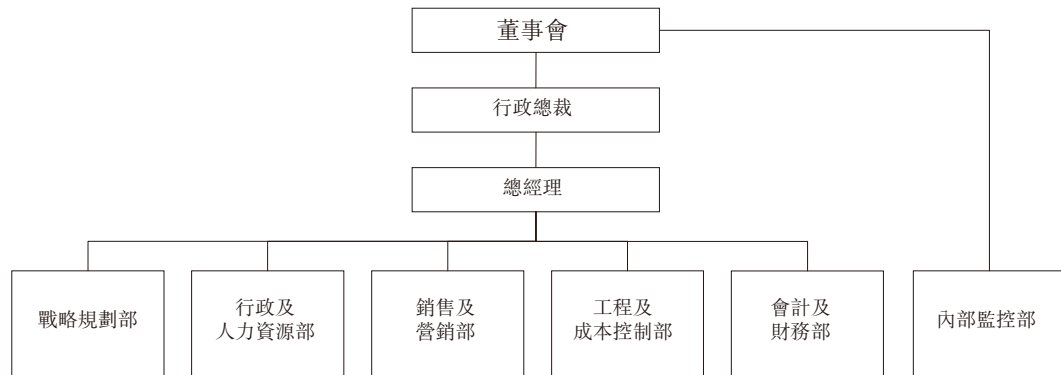 董事會
行政總裁
總經理
戰略規劃部
行政及
人力資源部
銷售及
營銷部
工程及
成本控制部
會計及
財務部
內部監控部